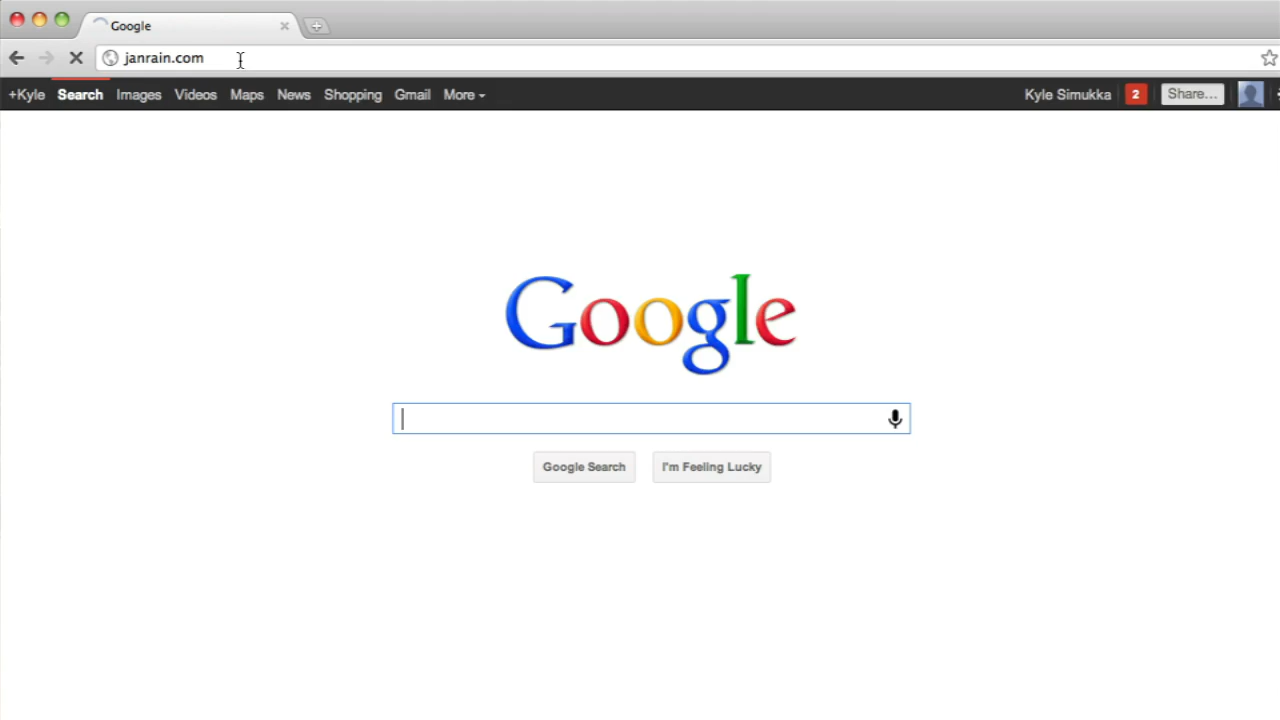 Google
janrain.com
+Kyle Search Images Videos Maps News Shopping Gmail More Kyle Simukka 2 Share...
Google
Google Search I'm Feeling Lucky